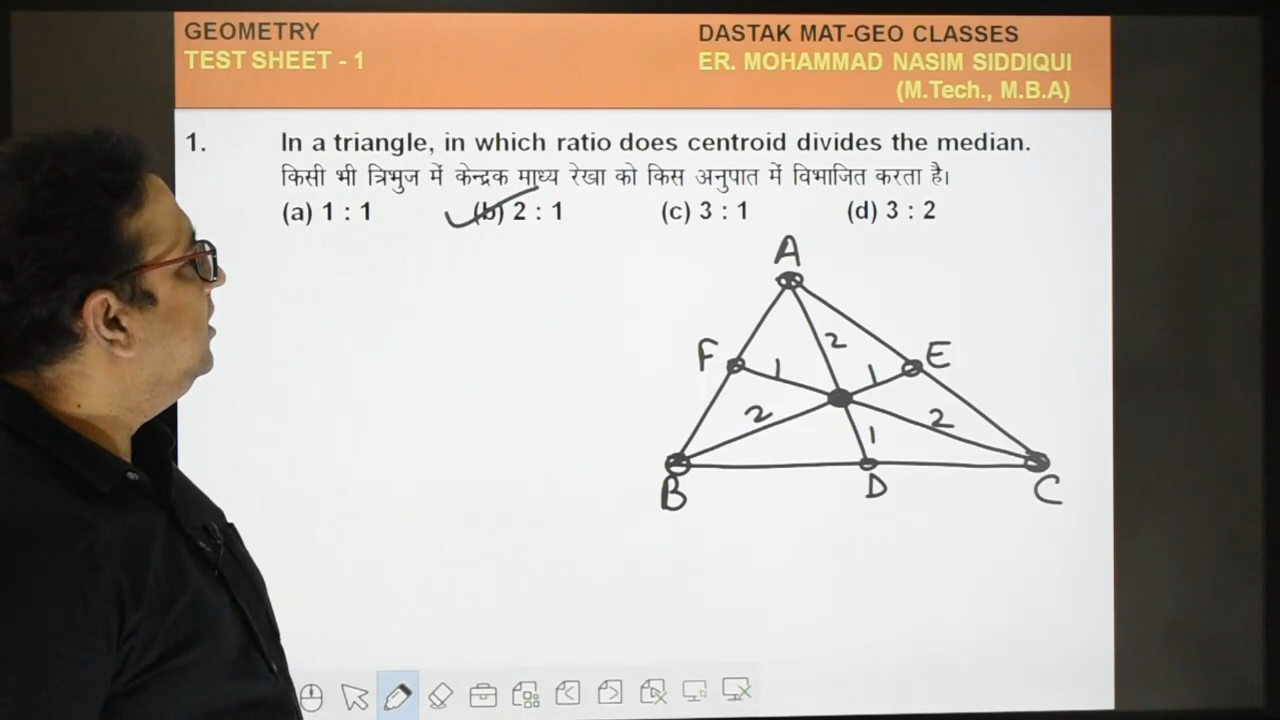 GEOMETRY
DASTAK MAT-GEO CLASSES
TEST SHEET - 1
ER. MOHAMMAD NASIM SIDDIQUI
(M.Tech., M.B.A)
1. In a triangle, in which ratio does centroid divides the median.
किसी भी त्रिभुज में केन्द्रक माध्य रेखा को किस अनुपात में विभाजित करता है।
(a) 1 : 1 (b) 2 : 1 (c) 3 : 1 (d) 3 : 2
A
2
F 1 1 E
2 2
1
B D C